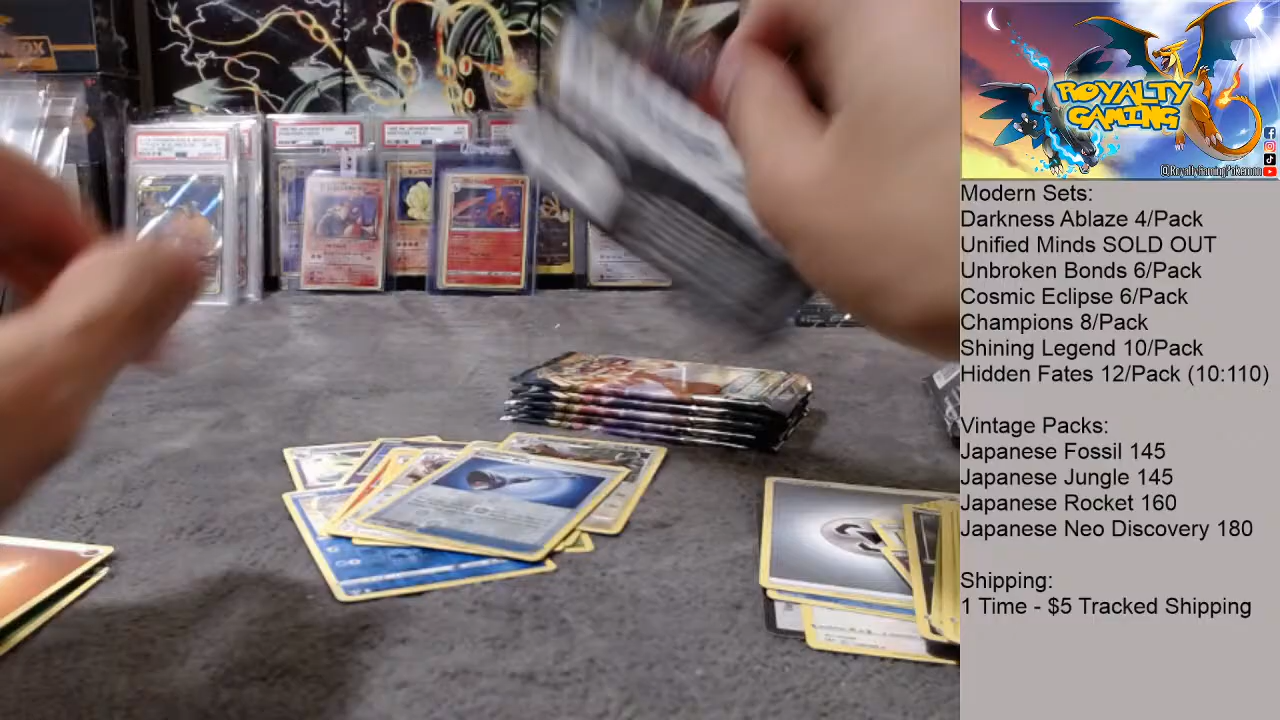 ROYALTY
GAMING
@RoyaltyGamingPokemon
Modern Sets:
Darkness Ablaze 4/Pack
Unified Minds SOLD OUT
Unbroken Bonds 6/Pack
Cosmic Eclipse 6/Pack
Champions 8/Pack
Shining Legend 10/Pack
Hidden Fates 12/Pack (10:110)
Vintage Packs:
Japanese Fossil 145
Japanese Jungle 145
Japanese Rocket 160
Japanese Neo Discovery 180
Shipping:
1 Time - $5 Tracked Shipping